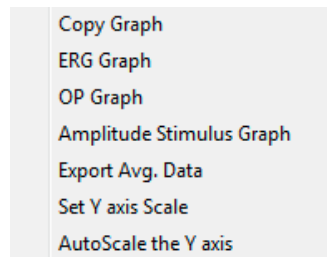 Copy Graph
ERG Graph
OP Graph
Amplitude Stimulus Graph
Export Avg. Data
Set Y axis Scale
AutoScale the Y axis